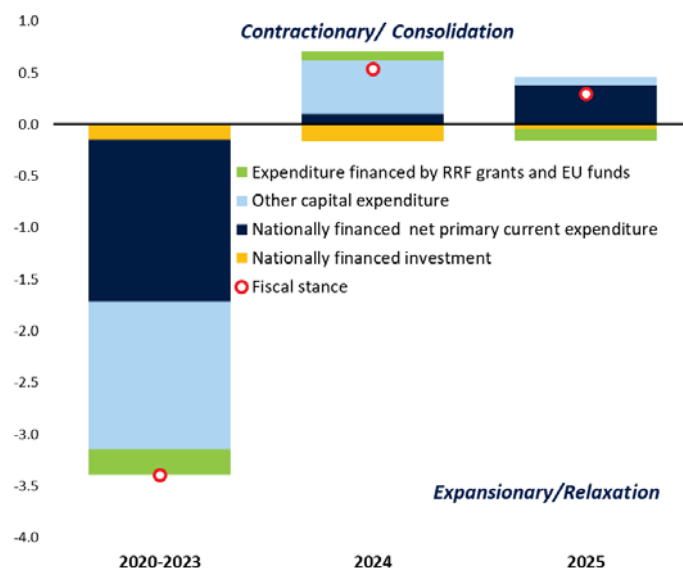 1.0
Contractionary/ Consolidation
0.5
0.0
-0.5
Expenditure financed by RRF grants and EU funds
Other capital expenditure
-1.0
Nationally financed net primary current expenditure
Nationally financed investment
-1.5
Fiscal stance
-2.0
-2.5
-3.0
-3.5
Expansionary/Relaxation
-4.0
2020-2023 2024 2025